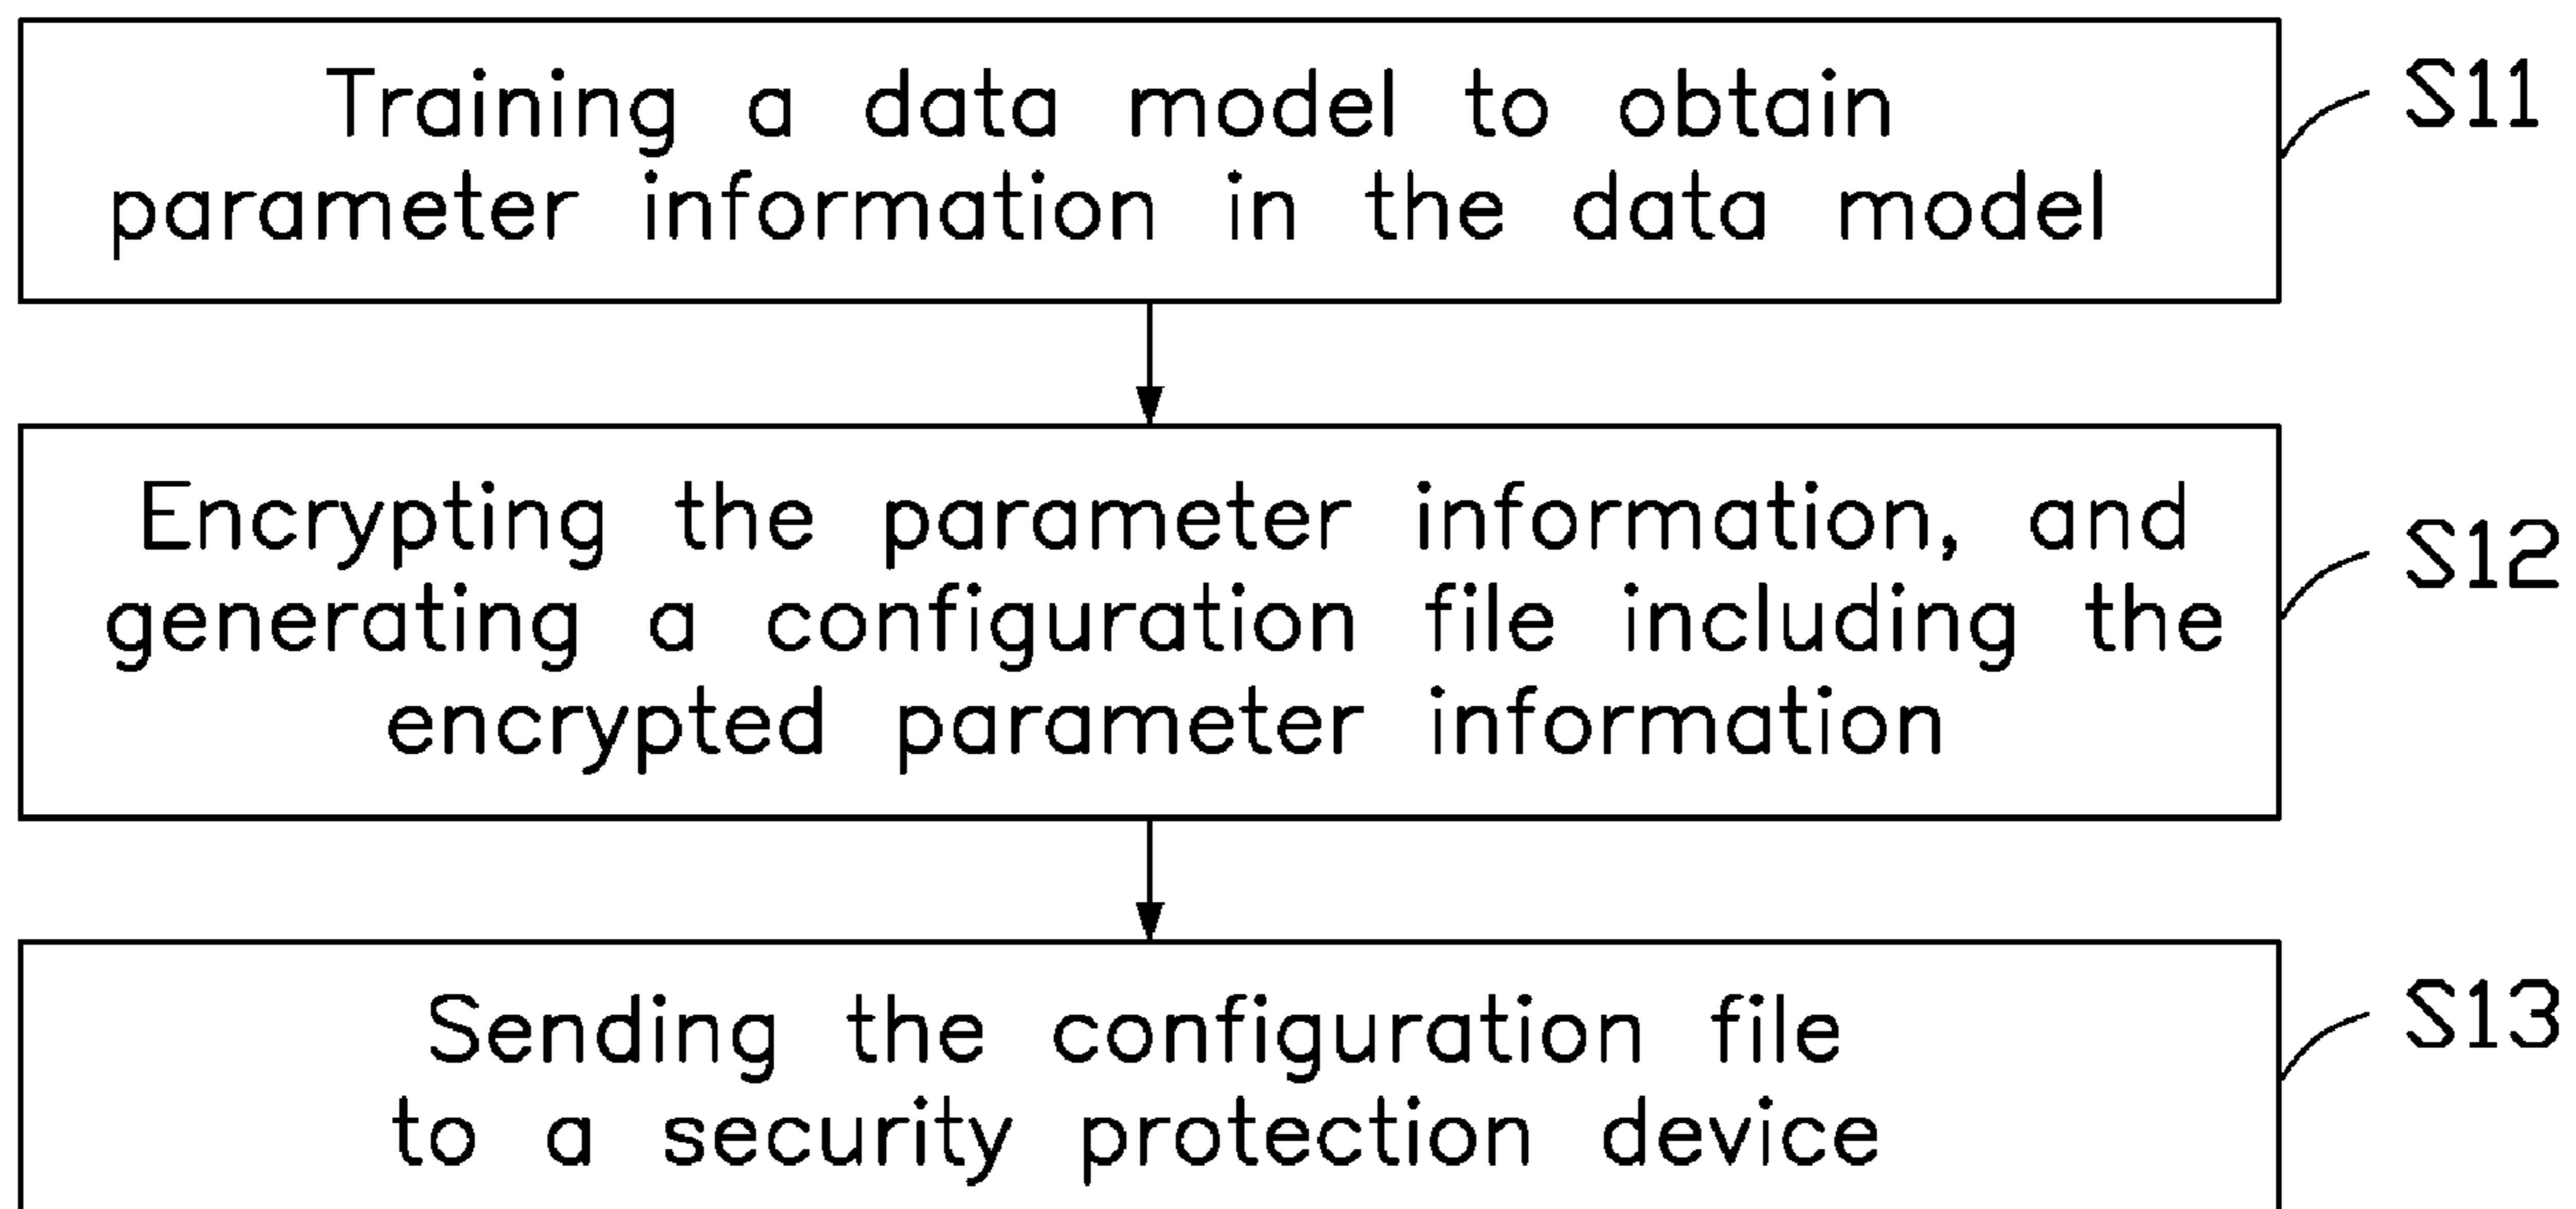 Training a data model to obtain
parameter information in the data model
S11
Encrypting the parameter information, and
generating a configuration file including the
encrypted parameter information
S12
Sending the configuration file
to a security protection device
S13